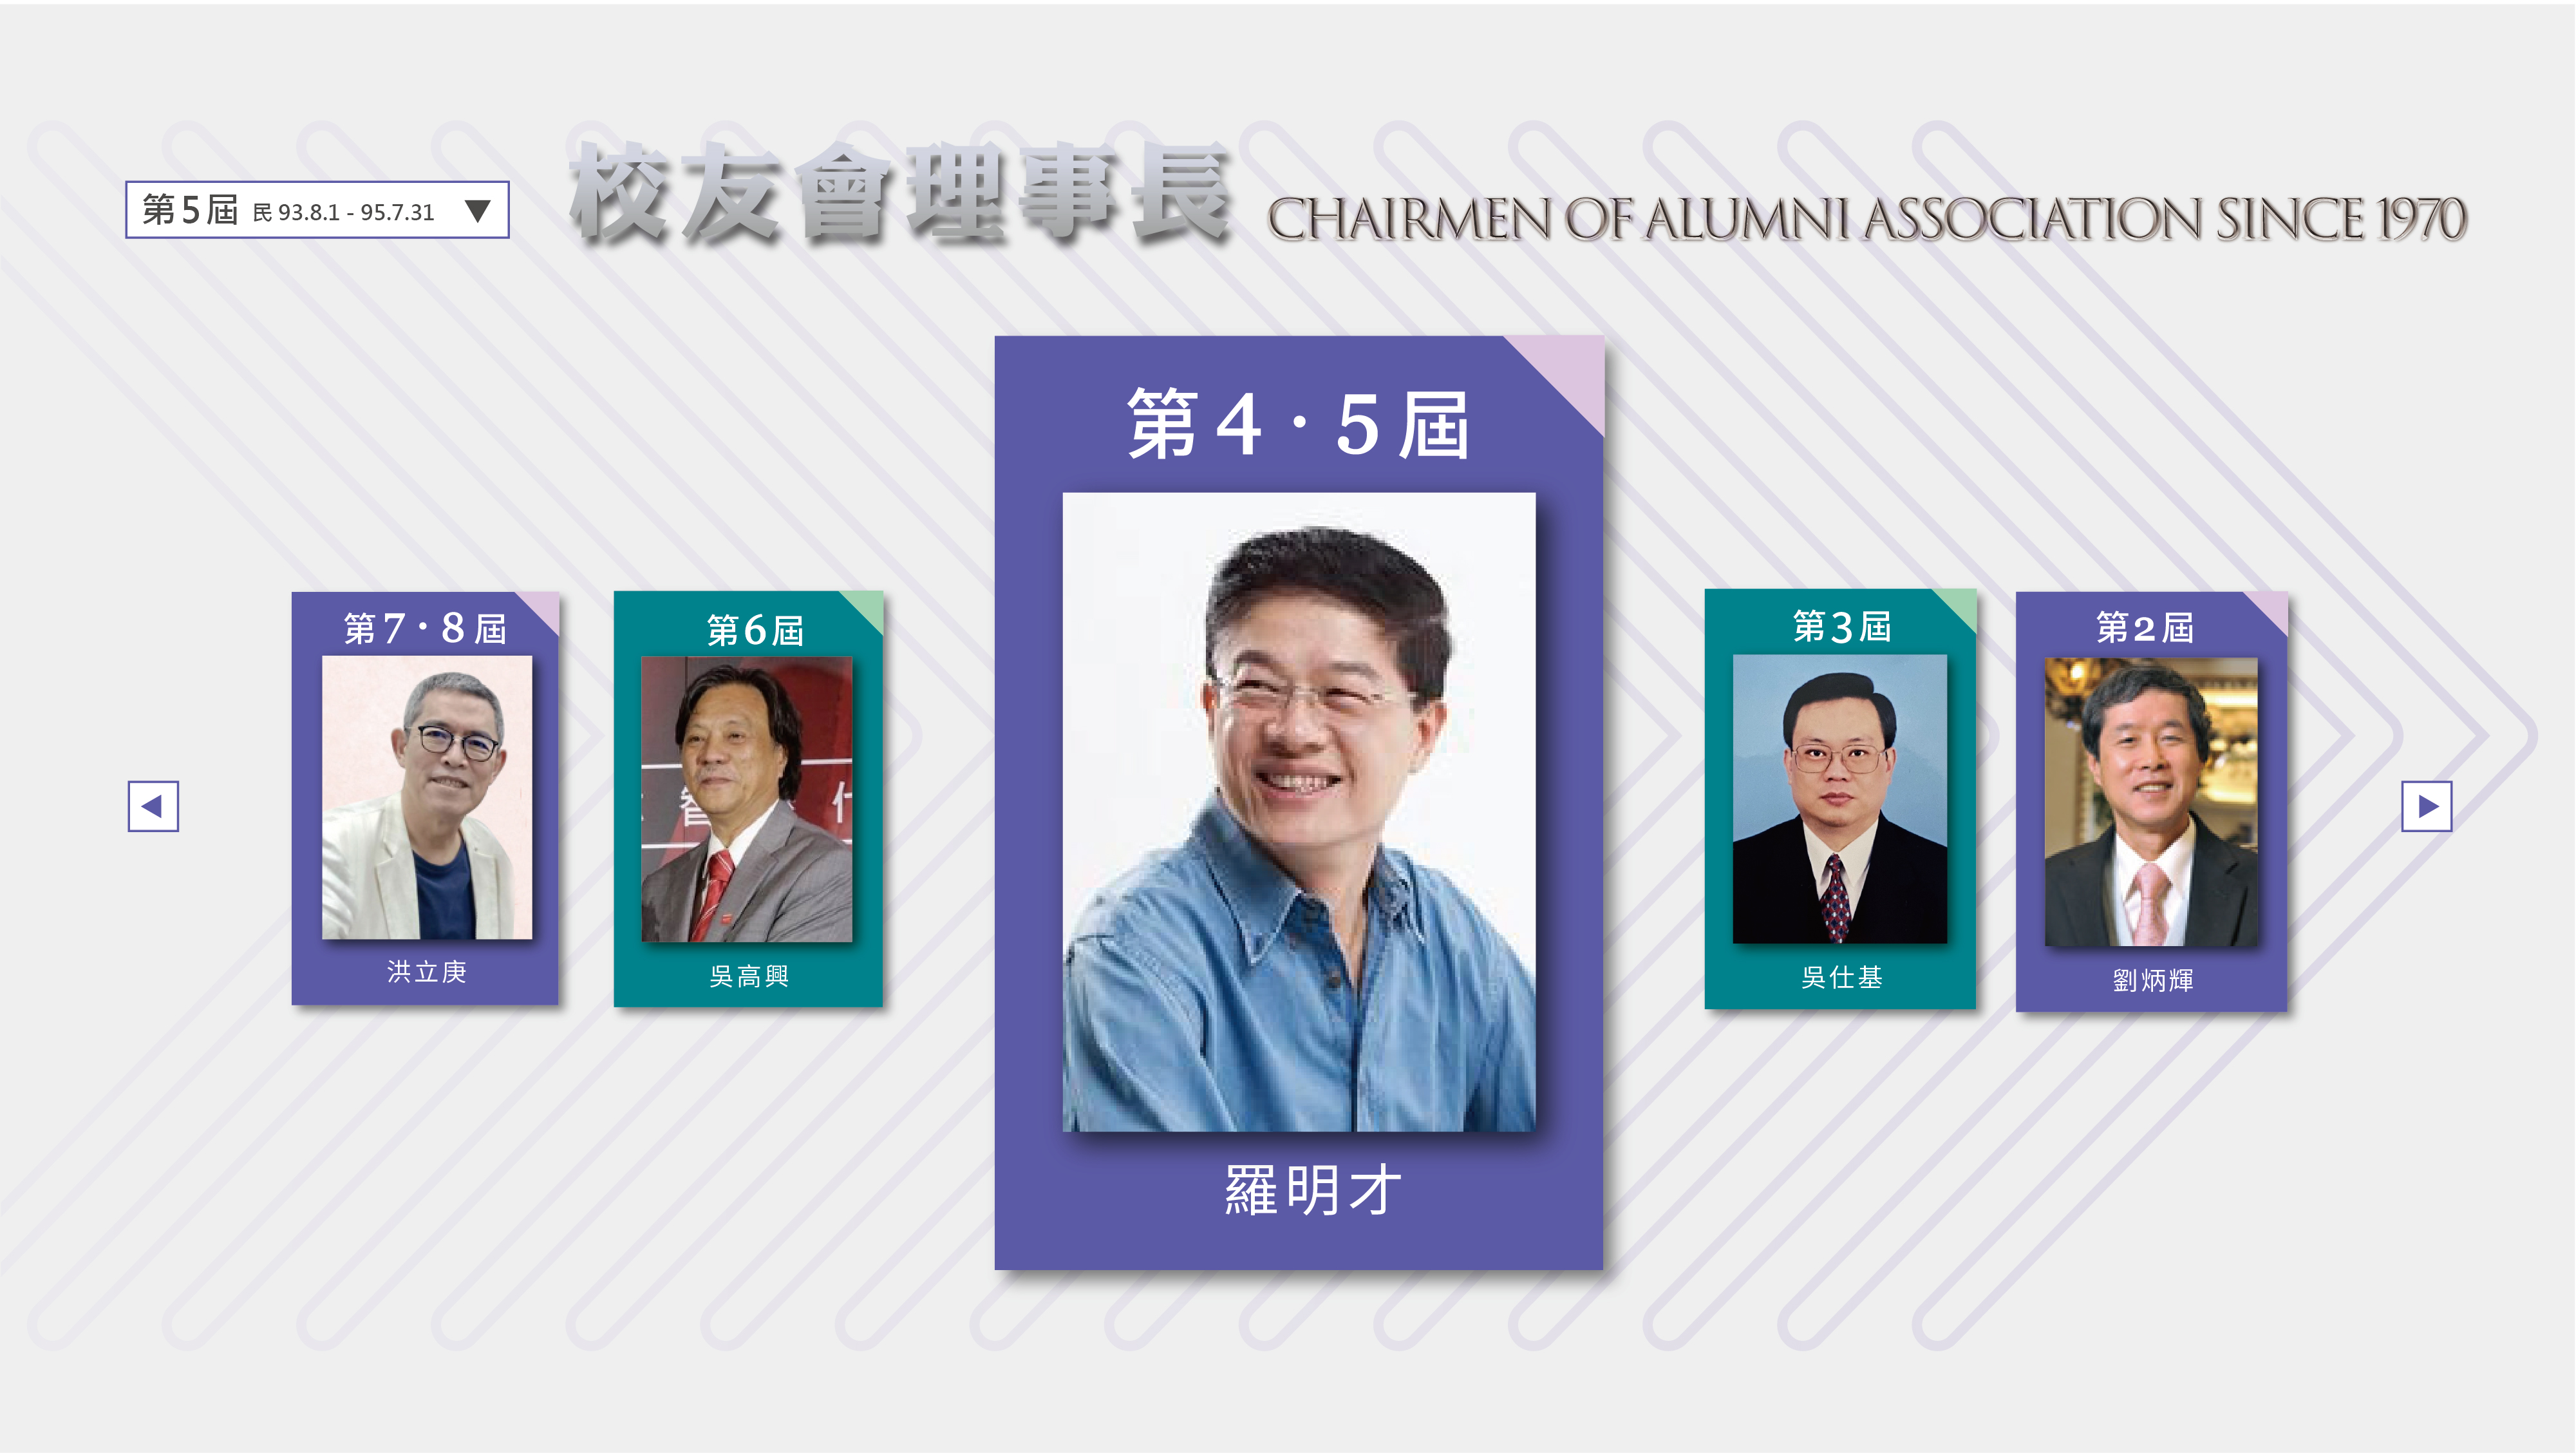 第5屆 民 93.8.1 - 95.7.31 ▼
校友會理事長 CHAIRMEN OF ALUMNI ASSOCIATION SINCE 1970
第7·8屆
洪立庚
第6屆
吳高興
第4·5屆
羅明才
第3屆
吳仕基
第2屆
劉炳輝